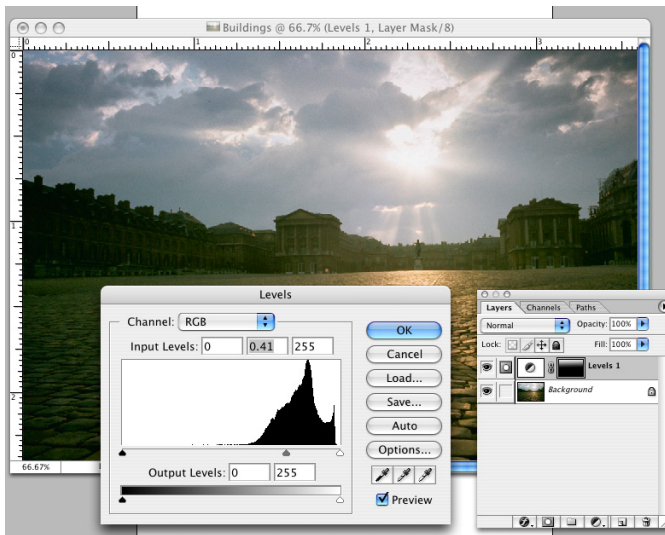 Buildings @ 66.7% (Levels 1, Layer Mask/8)
0 1 2 3
0
1
2
Levels
Channel: RGB
Input Levels: 0 0.41 255
Output Levels: 0 255
OK
Cancel
Load...
Save...
Auto
Options...
Preview
Layers Channels Paths
Normal Opacity: 100%
Lock: Fill: 100%
Levels 1
Background
66.67%